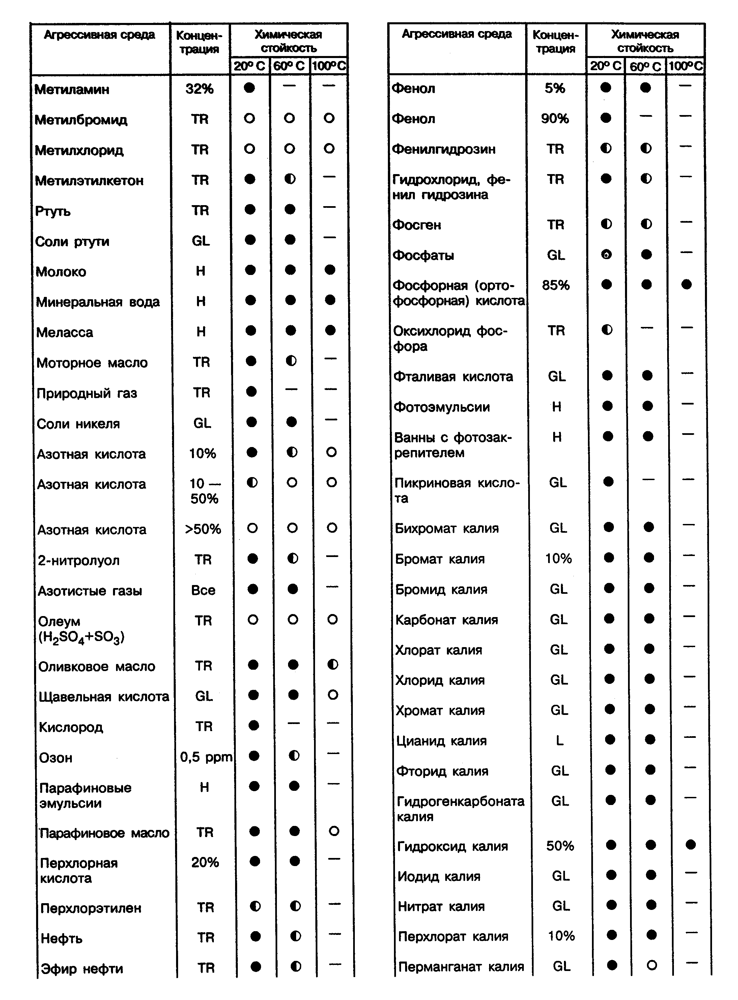 Агрессивная среда Концен- Химическая
трация стойкость
20° C 60° C 100°C
Метиламин 32% ● — —
Метилбромид TR ○ ○ ○
Метилхлорид TR ○ ○ ○
Метилэтилкетон TR ● ◐ —
Ртуть TR ● ● —
Соли ртути GL ● ● —
Молоко H ● ● ●
Минеральная вода H ● ● ●
Меласса H ● ● ●
Моторное масло TR ● ◐ —
Природный газ TR ● — —
Соли никеля GL ● ● —
Азотная кислота 10% ● ◐ ○
Азотная кислота 10 — ◐ ○ ○
50%
Азотная кислота >50% ○ ○ ○
2-нитролуол TR ● ◐ —
Азотистые газы Все ● ● —
Олеум TR ○ ○ ○
(H₂SO₄+SO₃)
Оливковое масло TR ● ● ◐
Щавельная кислота GL ● ● ○
Кислород TR ● — —
Озон 0,5 ppm ● ◐ —
Парафиновые H ● ● —
эмульсии
Парафиновое масло TR ● ● ○
Перхлорная 20% ● ● —
кислота
Перхлорэтилен TR ◐ ◐ —
Нефть TR ● ◐ —
Эфир нефти TR ● ◐ —
Агрессивная среда Концен- Химическая
трация стойкость
20° C 60° C 100°C
Фенол 5% ● ● —
Фенол 90% ● — —
Фенилгидрозин TR ◐ ◐ —
Гидрохлорид, фе- TR ● ◐ —
нил гидрозина
Фосген TR ◐ ◐ —
Фосфаты GL ● ● —
Фосфорная (орто- 85% ● ● ●
фосфорная) кислота
Оксихлорид фос- TR ◐ — —
фора
Фталивая кислота GL ● ● —
Фотоэмульсии H ● ● —
Ванны с фотозак- H ● ● —
репителем
Пикриновая кисло- GL ● — —
та
Бихромат калия GL ● ● —
Бромат калия 10% ● ● —
Бромид калия GL ● ● —
Карбонат калия GL ● ● —
Хлорат калия GL ● ● —
Хлорид калия GL ● ● —
Хромат калия GL ● ● —
Цианид калия L ● ● —
Фторид калия GL ● ● —
Гидрогенкарбоната GL ● ● —
калия
Гидроксид калия 50% ● ● ●
Иодид калия GL ● ● —
Нитрат калия GL ● ● —
Перхлорат калия 10% ● ● —
Перманганат калия GL ● ○ —